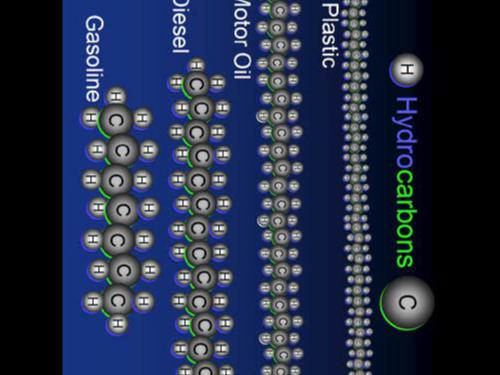 H Hydrocarbons C
Plastic
Motor Oil
Diesel
Gasoline